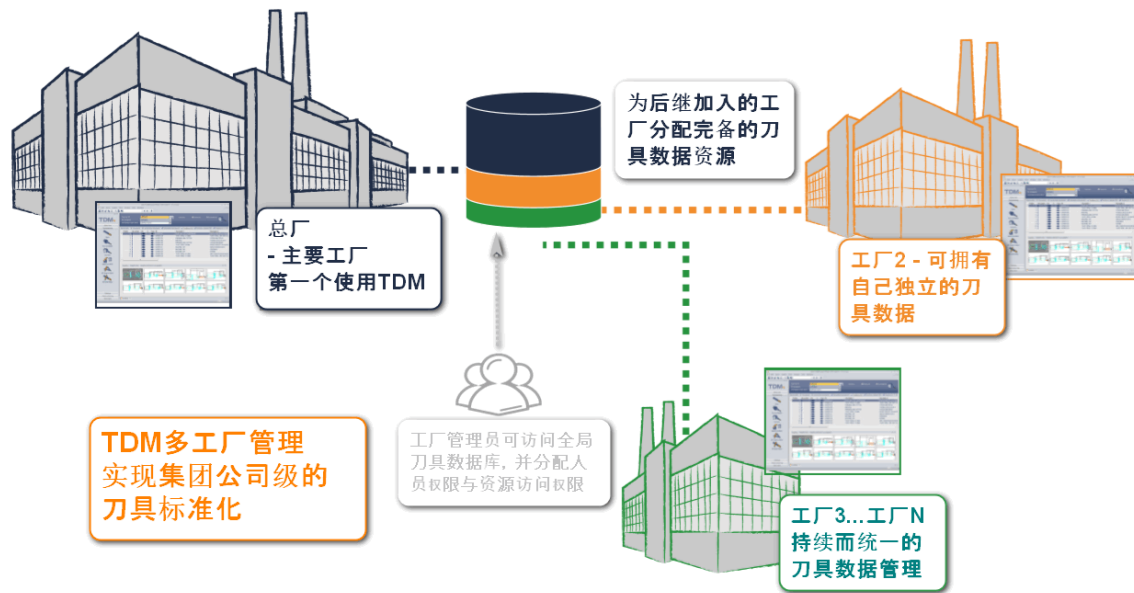 为后继加入的工
厂分配完备的刀
具数据资源
总厂
- 主要工厂
第一个使用TDM
工厂2 - 可拥有
自己独立的刀
具数据
TDM多工厂管理
实现集团公司级的
刀具标准化
工厂管理员可访问全局
刀具数据库, 并分配人
员权限与资源访问权限
工厂3...工厂N
持续而统一的
刀具数据管理
TDM
TDM
TDM